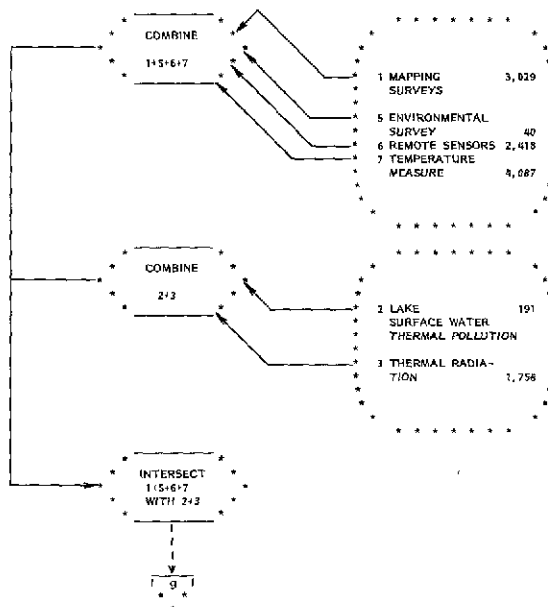 COMBINE
1+5+6+7
1 MAPPING 3,029
SURVEYS
5 ENVIRONMENTAL
SURVEY 40
6 REMOTE SENSORS 2,418
7 TEMPERATURE
MEASURE 4,087
COMBINE
2+3
2 LAKE 191
SURFACE WATER
THERMAL POLLUTION
3 THERMAL RADIA-
TION 1,756
INTERSECT
1+5+6+7
WITH 2+3
g